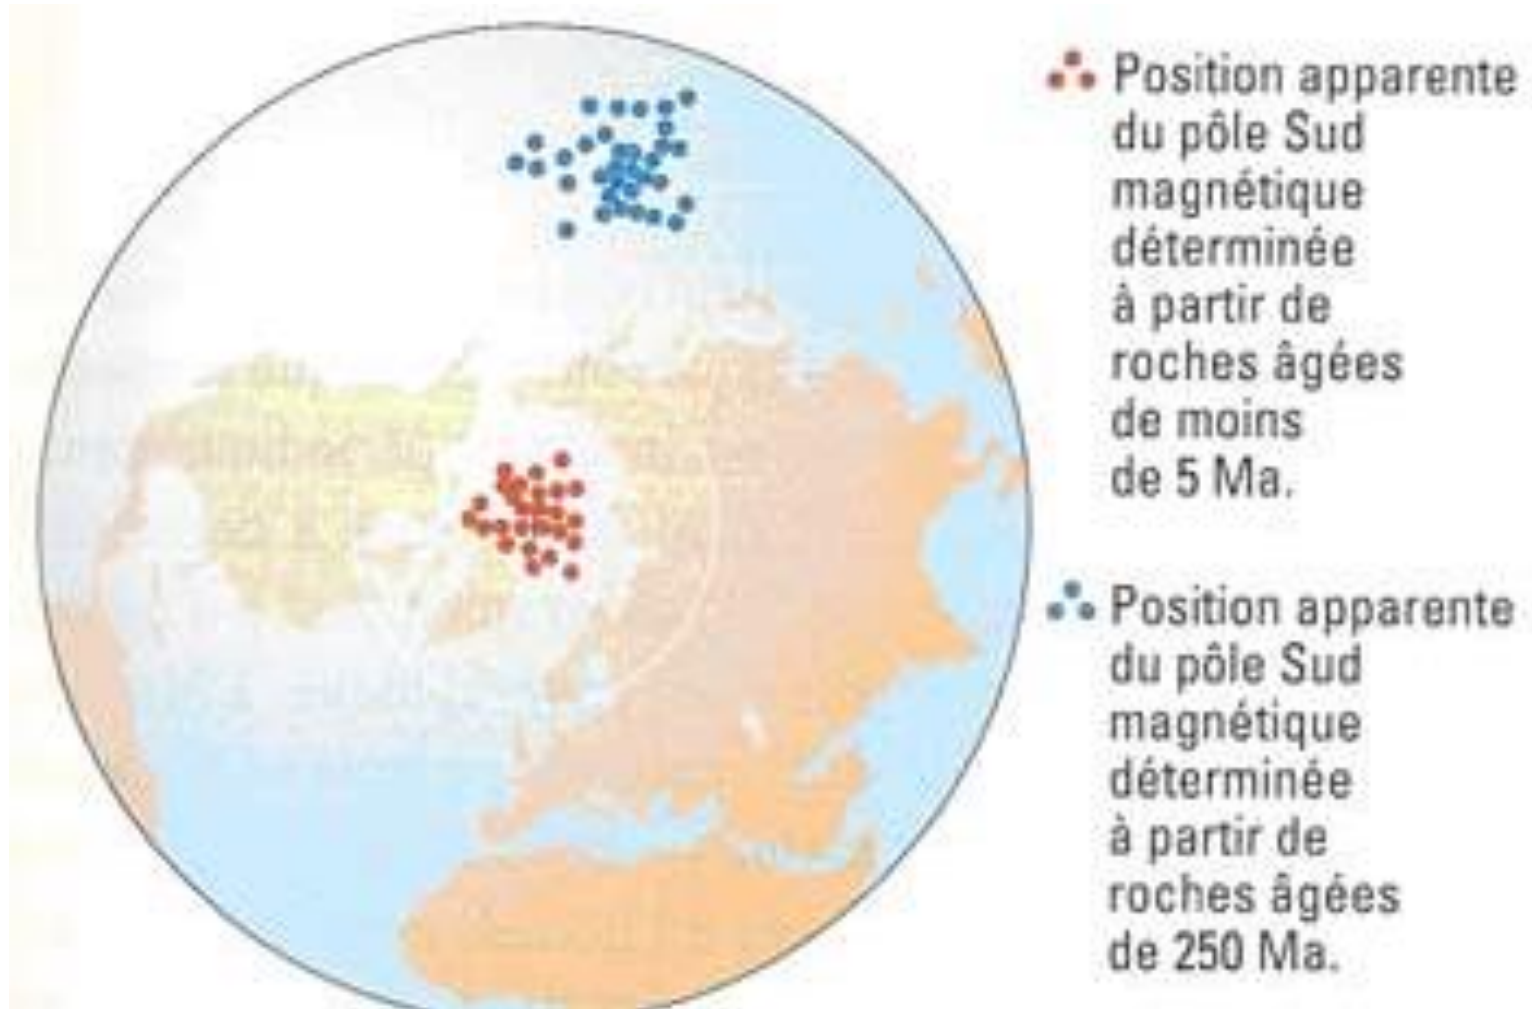 Position apparente
du pôle Sud
magnétique
déterminée
à partir de
roches âgées
de moins
de 5 Ma.
Position apparente
du pôle Sud
magnétique
déterminée
à partir de
roches âgées
de 250 Ma.